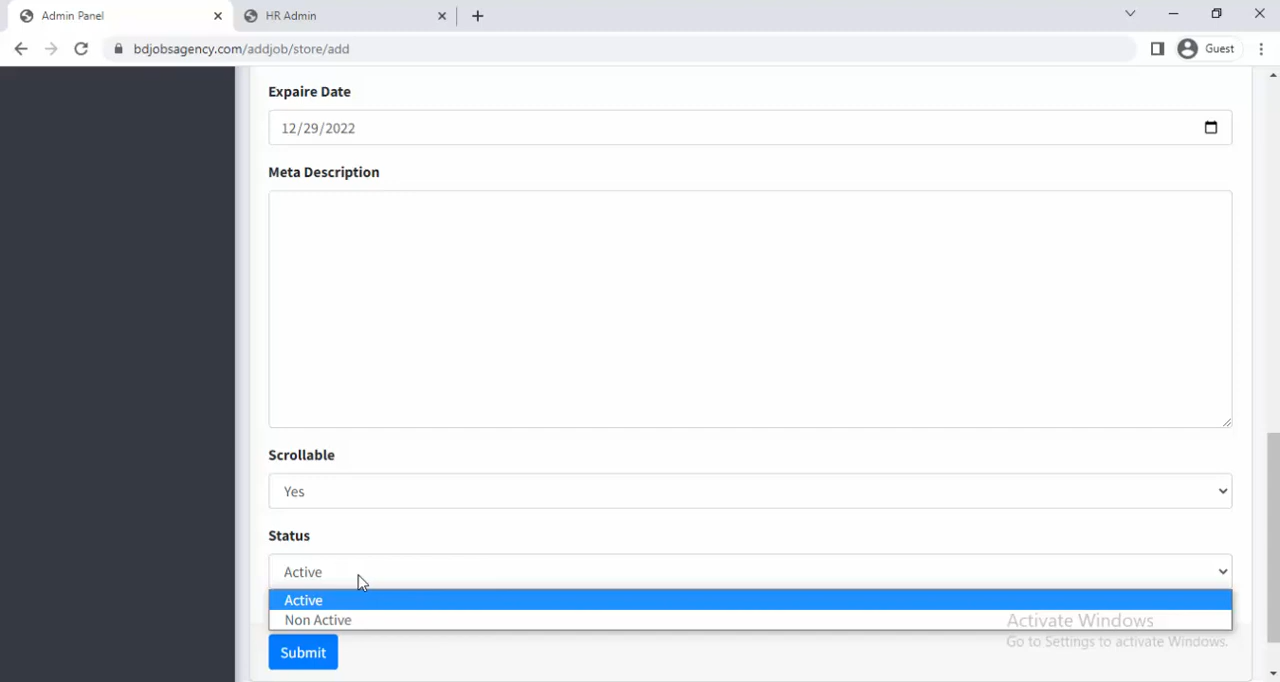 Admin Panel
HR Admin
bdjobsagency.com/addjob/store/add
Guest
Expaire Date
12/29/2022
Meta Description
Scrollable
Yes
Status
Active
Active
Non Active
Submit
Activate Windows
Go to Settings to activate Windows.